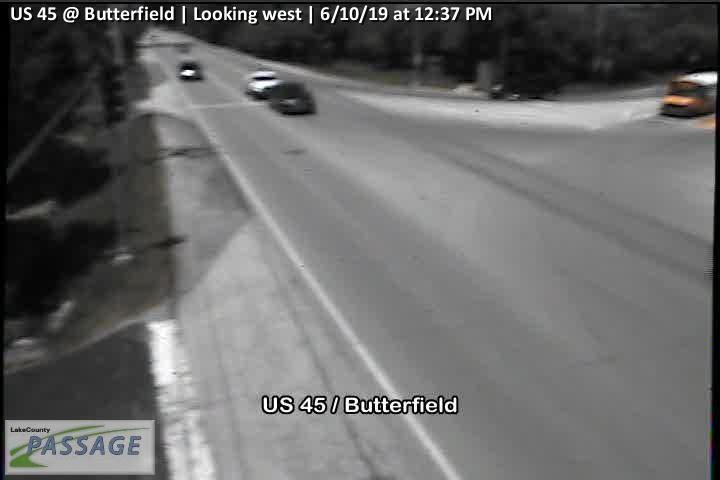 US 45 @ Butterfield | Looking west | 6/10/19 at 12:37 PM
US 45 / Butterfield
LakeCounty
PASSAGE